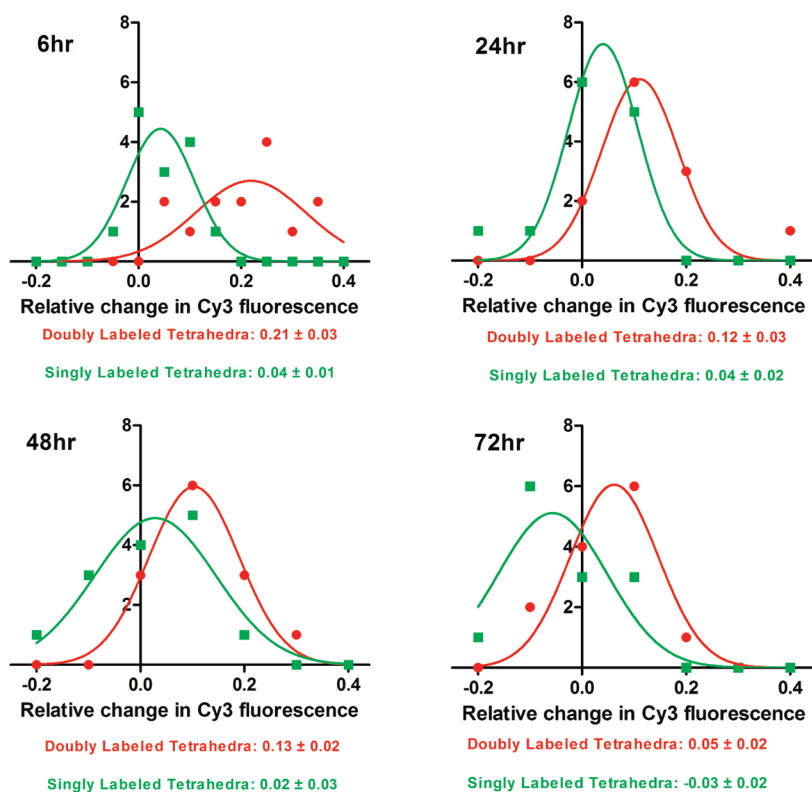 6hr
8
6
4
2
-0.2 0.0 0.2 0.4
Relative change in Cy3 fluorescence
Doubly Labeled Tetrahedra: 0.21 ± 0.03
Singly Labeled Tetrahedra: 0.04 ± 0.01
24hr
8
6
4
2
-0.2 0.0 0.2 0.4
Relative change in Cy3 fluorescence
Doubly Labeled Tetrahedra: 0.12 ± 0.03
Singly Labeled Tetrahedra: 0.04 ± 0.02
48hr
8
6
4
2
-0.2 0.0 0.2 0.4
Relative change in Cy3 fluorescence
Doubly Labeled Tetrahedra: 0.13 ± 0.02
Singly Labeled Tetrahedra: 0.02 ± 0.03
72hr
8
6
4
2
-0.2 0.0 0.2 0.4
Relative change in Cy3 fluorescence
Doubly Labeled Tetrahedra: 0.05 ± 0.02
Singly Labeled Tetrahedra: -0.03 ± 0.02